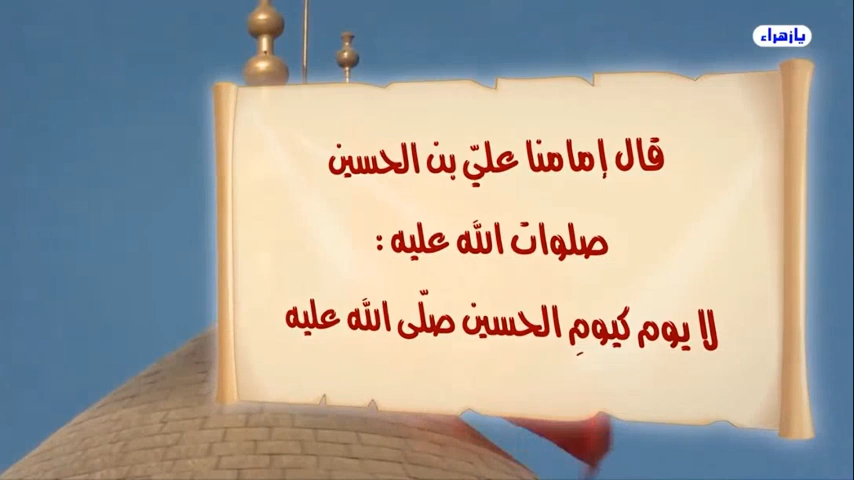 يازهراء
قال إمامنا عليّ بن الحسين
صلوات الله عليه :
لا يوم كيومِ الحسين صلّى الله عليه